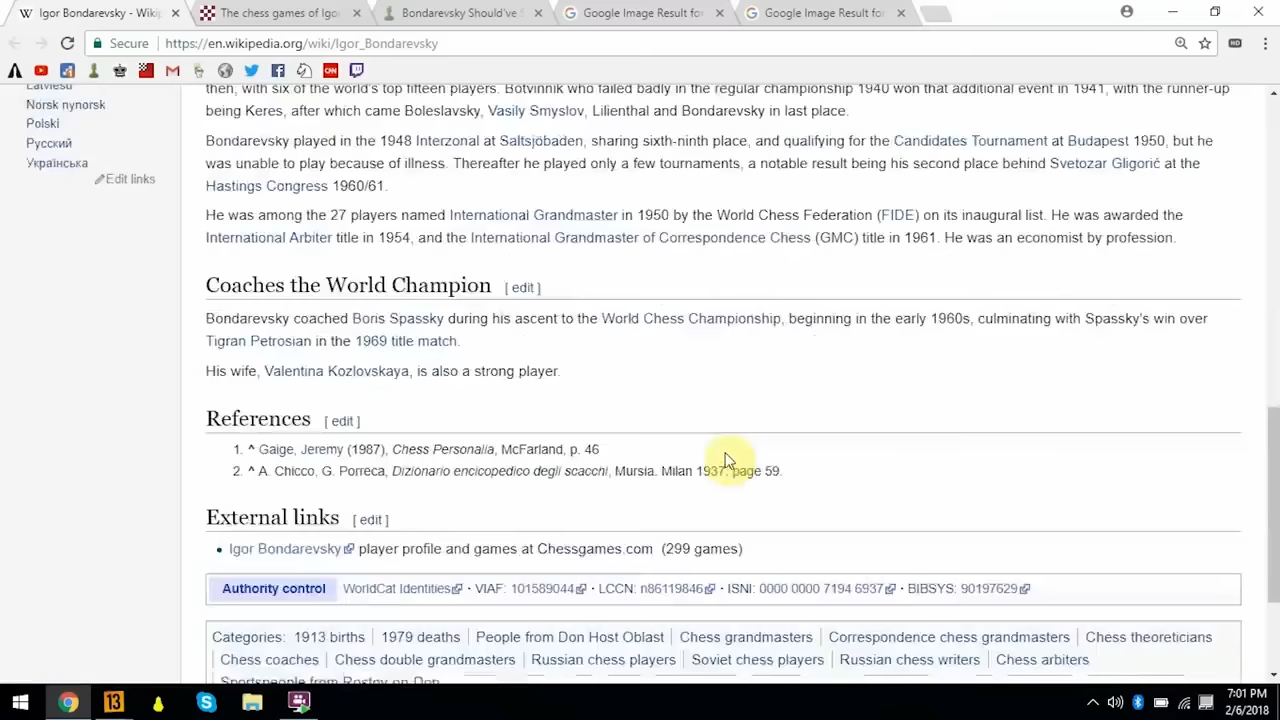 Igor Bondarevsky - Wiki
The chess games of Igor
Bondarevsky Should've
Google Image Result for
Google Image Result for
Secure https://en.wikipedia.org/wiki/Igor_Bondarevsky
Latviešu
Norsk nynorsk
Polski
Русский
Українська
Edit links
then, with six of the world's top fifteen players. Botvinnik who failed badly in the regular championship 1940 won that additional event in 1941, with the runner-up
being Keres, after which came Boleslavsky, Vasily Smyslov, Lilienthal and Bondarevsky in last place.
Bondarevsky played in the 1948 Interzonal at Saltsjöbaden, sharing sixth-ninth place, and qualifying for the Candidates Tournament at Budapest 1950, but he
was unable to play because of illness. Thereafter he played only a few tournaments, a notable result being his second place behind Svetozar Gligorić at the
Hastings Congress 1960/61.
He was among the 27 players named International Grandmaster in 1950 by the World Chess Federation (FIDE) on its inaugural list. He was awarded the
International Arbiter title in 1954, and the International Grandmaster of Correspondence Chess (GMC) title in 1961. He was an economist by profession.
Coaches the World Champion [ edit ]
Bondarevsky coached Boris Spassky during his ascent to the World Chess Championship, beginning in the early 1960s, culminating with Spassky's win over
Tigran Petrosian in the 1969 title match.
His wife, Valentina Kozlovskaya, is also a strong player.
References [ edit ]
1. ^ Gaige, Jeremy (1987), Chess Personalia, McFarland, p. 46
2. ^ A. Chicco, G. Porreca, Dizionario encicopedico degli scacchi, Mursia. Milan 1937. page 59.
External links [ edit ]
• Igor Bondarevsky player profile and games at Chessgames.com (299 games)
Authority control WorldCat Identities · VIAF: 101589044 · LCCN: n86119846 · ISNI: 0000 0000 7194 6937 · BIBSYS: 90197629
Categories: 1913 births | 1979 deaths | People from Don Host Oblast | Chess grandmasters | Correspondence chess grandmasters | Chess theoreticians
Chess coaches | Chess double grandmasters | Russian chess players | Soviet chess players | Russian chess writers | Chess arbiters
Sportspeople from Rostov-on-Don
13
7:01 PM
2/6/2018